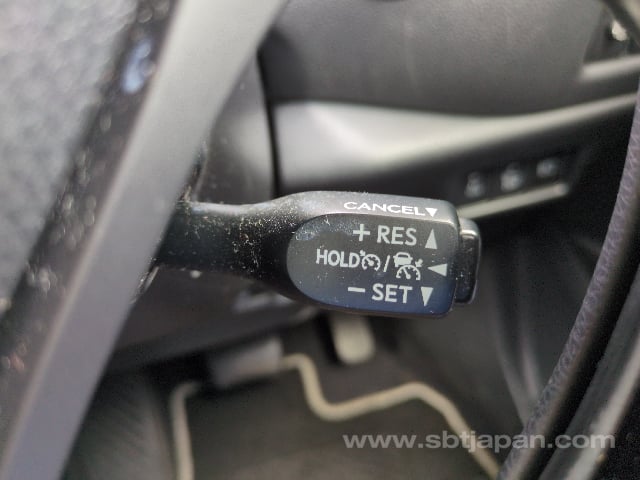 CANCEL▼
+ RES ▲
HOLD / ◀
− SET ▼
www.sbtjapan.com